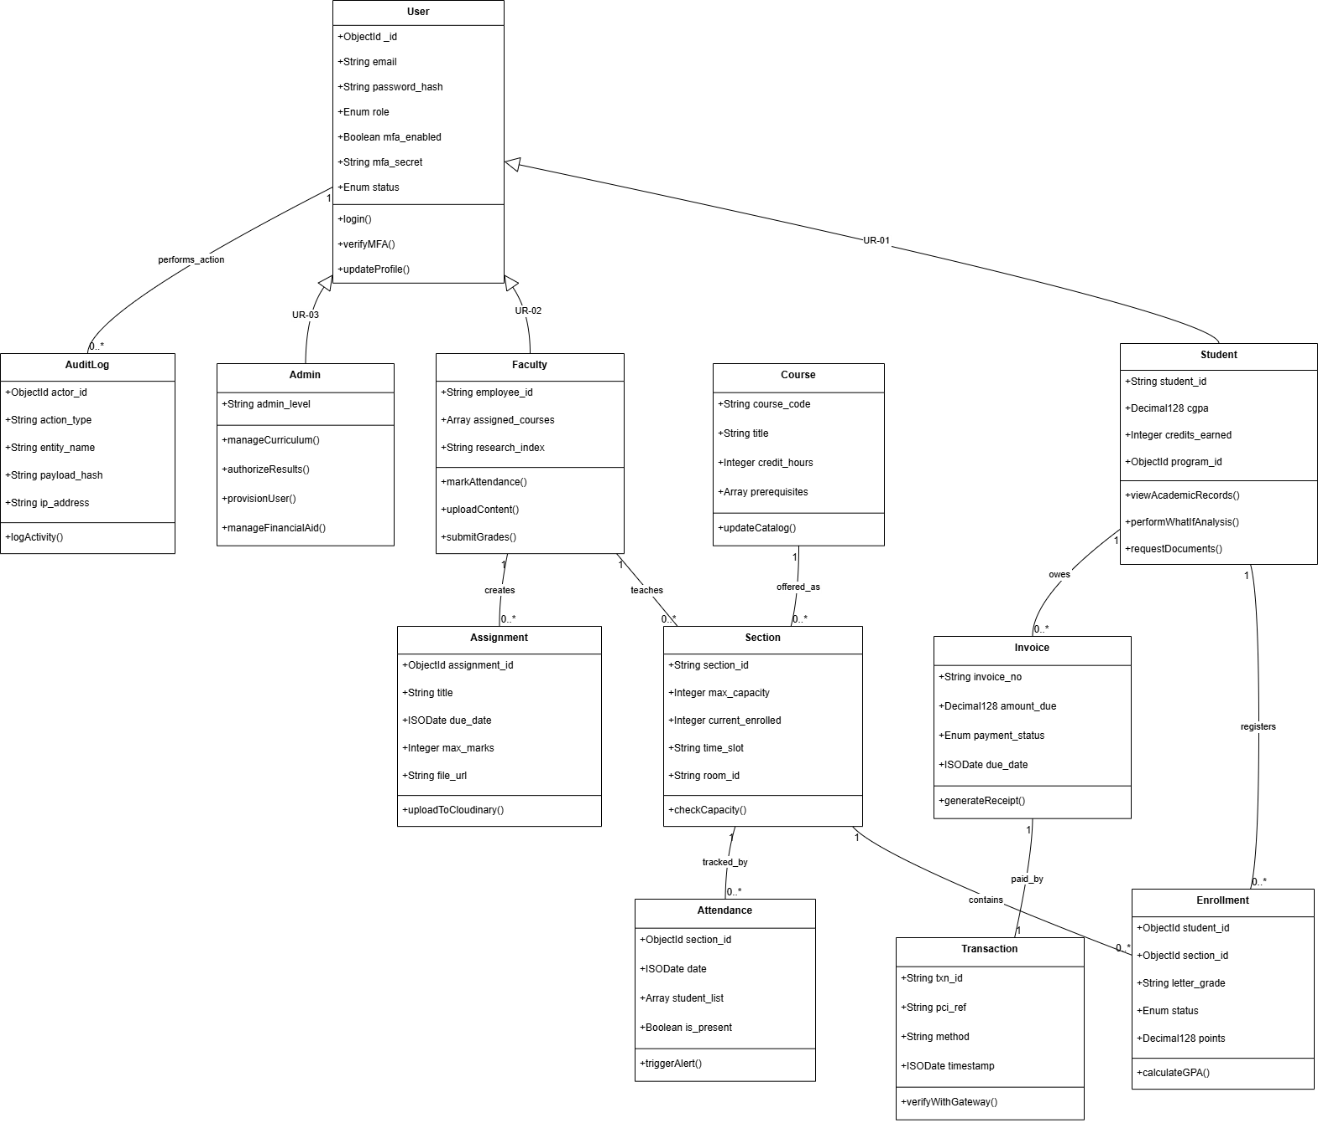 User
+ObjectId _id
+String email
+String password_hash
+Enum role
+Boolean mfa_enabled
+String mfa_secret
+Enum status
+login()
+verifyMFA()
+updateProfile()
1
performs_action
0..*
UR-03
UR-02
UR-01
AuditLog
+ObjectId actor_id
+String action_type
+String entity_name
+String payload_hash
+String ip_address
+logActivity()
Admin
+String admin_level
+manageCurriculum()
+authorizeResults()
+provisionUser()
+manageFinancialAid()
Faculty
+String employee_id
+Array assigned_courses
+String research_index
+markAttendance()
+uploadContent()
+submitGrades()
Course
+String course_code
+String title
+Integer credit_hours
+Array prerequisites
+updateCatalog()
Student
+String student_id
+Decimal128 cgpa
+Integer credits_earned
+ObjectId program_id
+viewAcademicRecords()
+performWhatIfAnalysis()
+requestDocuments()
1
creates
0..*
1
teaches
0..*
1
offered_as
0..*
1
owes
0..*
1
registers
0..*
Assignment
+ObjectId assignment_id
+String title
+ISODate due_date
+Integer max_marks
+String file_url
+uploadToCloudinary()
Section
+String section_id
+Integer max_capacity
+Integer current_enrolled
+String time_slot
+String room_id
+checkCapacity()
Invoice
+String invoice_no
+Decimal128 amount_due
+Enum payment_status
+ISODate due_date
+generateReceipt()
1
tracked_by
0..*
1
contains
0..*
1
paid_by
1
Attendance
+ObjectId section_id
+ISODate date
+Array student_list
+Boolean is_present
+triggerAlert()
Transaction
+String txn_id
+String pci_ref
+String method
+ISODate timestamp
+verifyWithGateway()
Enrollment
+ObjectId student_id
+ObjectId section_id
+String letter_grade
+Enum status
+Decimal128 points
+calculateGPA()